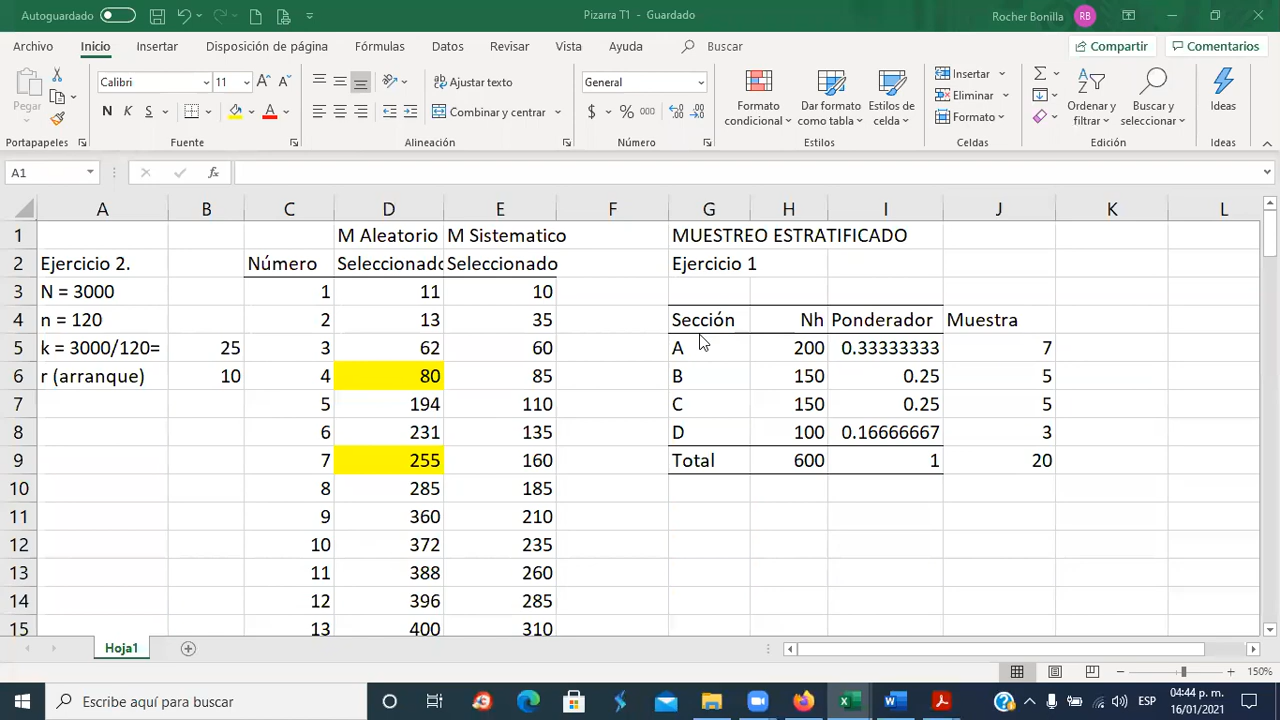 Autoguardado Pizarra T1 - Guardado Rocher Bonilla RB
Archivo Inicio Insertar Disposición de página Fórmulas Datos Revisar Vista Ayuda Buscar Compartir Comentarios
Pegar Calibri 11 Ajustar texto General Insertar
N K S Combinar y centrar $ % 000 Formato condicional Dar formato como tabla Estilos de celda Eliminar Formato Ordenar y filtrar Buscar y seleccionar Ideas
Portapapeles Fuente Alineación Número Estilos Celdas Edición Ideas
A1
A B C D E F G H I J K L
1 M Aleatorio M Sistematico MUESTREO ESTRATIFICADO
2 Ejercicio 2. Número Seleccionado Seleccionado Ejercicio 1
3 N = 3000 1 11 10
4 n = 120 2 13 35 Sección Nh Ponderador Muestra
5 k = 3000/120= 25 3 62 60 A 200 0.33333333 7
6 r (arranque) 10 4 80 85 B 150 0.25 5
7 5 194 110 C 150 0.25 5
8 6 231 135 D 100 0.16666667 3
9 7 255 160 Total 600 1 20
10 8 285 185
11 9 360 210
12 10 372 235
13 11 388 260
14 12 396 285
15 13 400 310
Hoja1
150%
Escribe aquí para buscar ESP 04:44 p. m.
16/01/2021